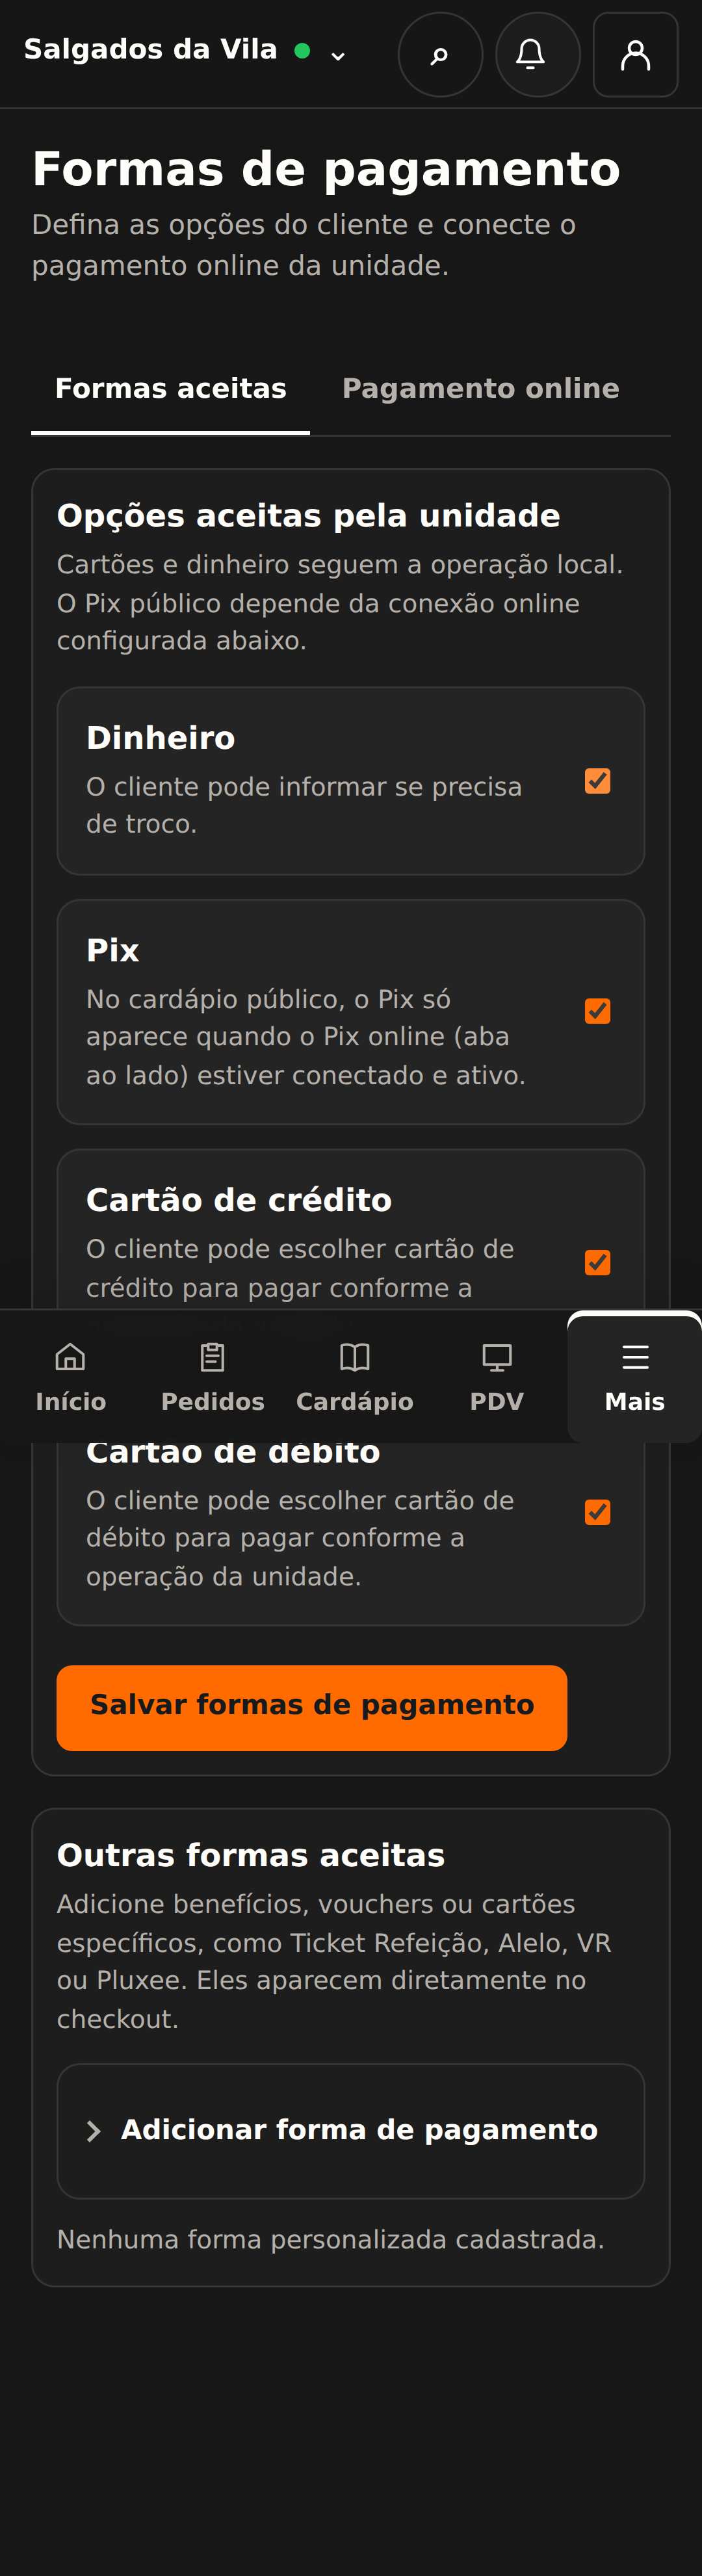 Salgados da Vila
Formas de pagamento
Defina as opções do cliente e conecte o
pagamento online da unidade.
Formas aceitas
Pagamento online
Opções aceitas pela unidade
Cartões e dinheiro seguem a operação local.
O Pix público depende da conexão online
configurada abaixo.
Dinheiro
O cliente pode informar se precisa
de troco.
Pix
No cardápio público, o Pix só
aparece quando o Pix online (aba
ao lado) estiver conectado e ativo.
Cartão de crédito
O cliente pode escolher cartão de
crédito para pagar conforme a
Início
Pedidos
Cardápio
PDV
Mais
Cartão de débito
O cliente pode escolher cartão de
débito para pagar conforme a
operação da unidade.
Salvar formas de pagamento
Outras formas aceitas
Adicione benefícios, vouchers ou cartões
específicos, como Ticket Refeição, Alelo, VR
ou Pluxee. Eles aparecem diretamente no
checkout.
Adicionar forma de pagamento
Nenhuma forma personalizada cadastrada.